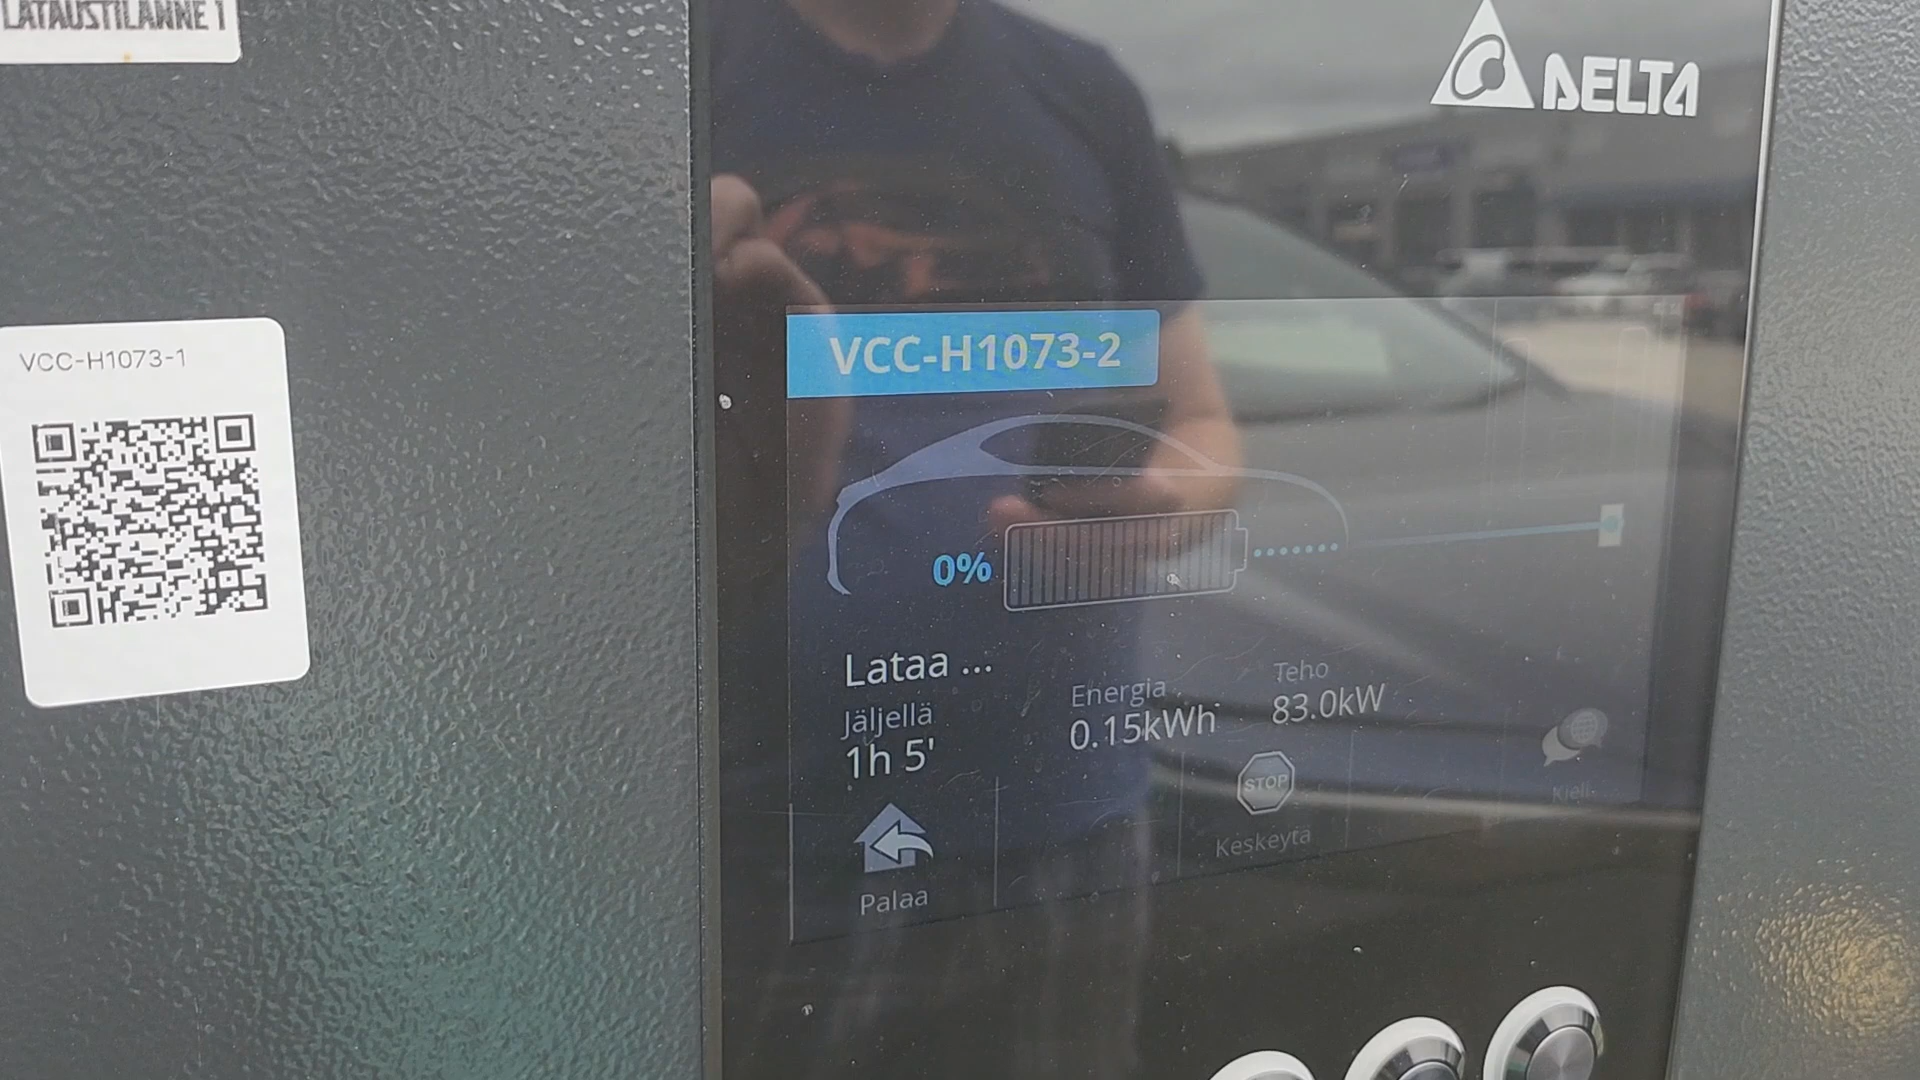 LATAUSTILANNE 1
DELTA
VCC-H1073-1
VCC-H1073-2
0%
Lataa ...
Jäljellä
1h 5'
Energia
0.15kWh
Teho
83.0kW
STOP
Keskeytä
Palaa